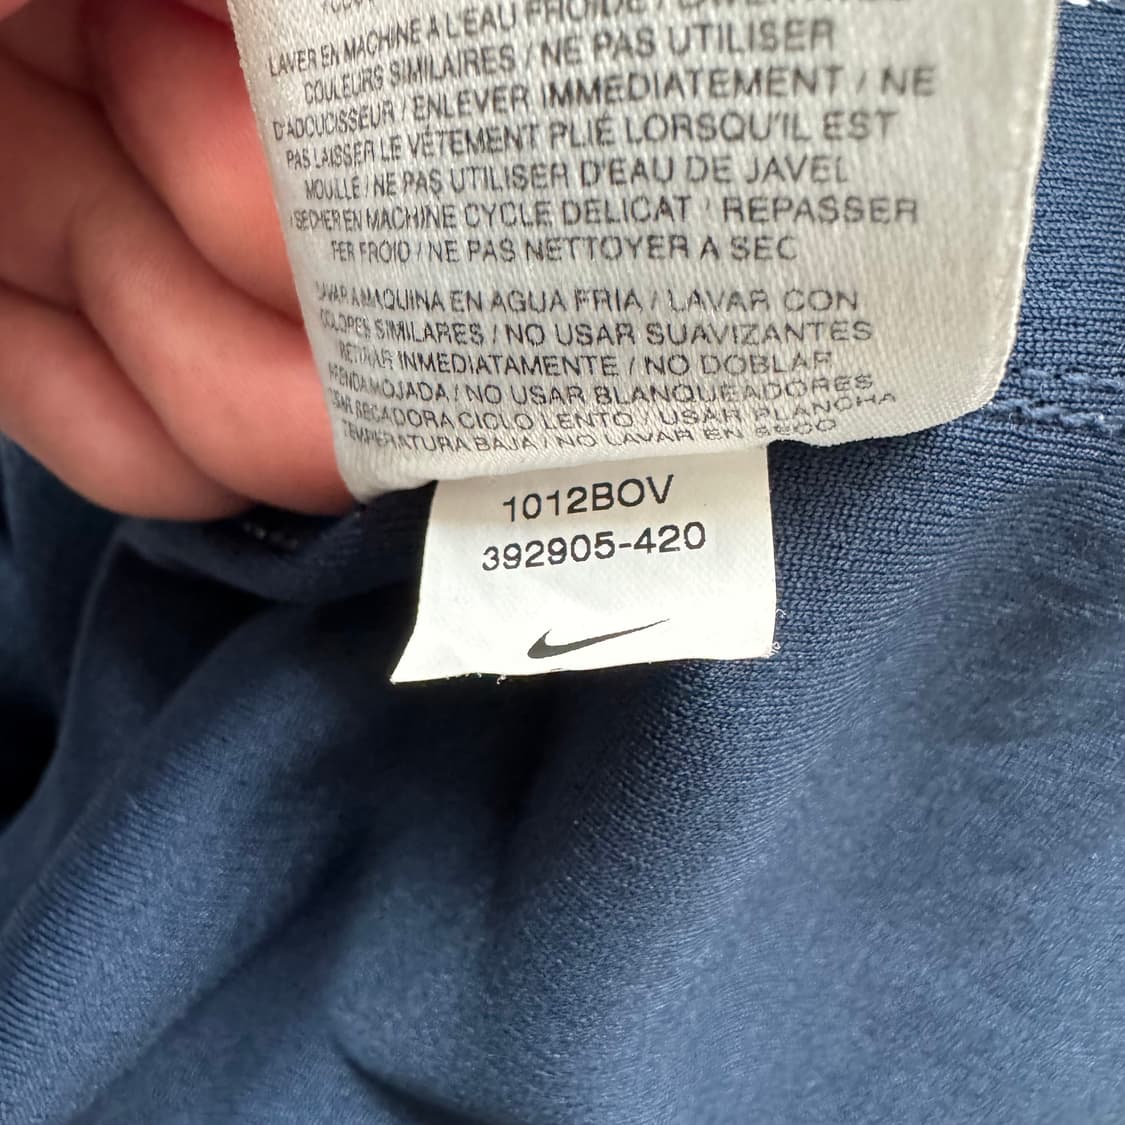 LAVER EN MACHINE A L'EAU FROIDE /
COULEURS SIMILAIRES / NE PAS UTILISER
D'ADOUCISSEUR / ENLEVER IMMEDIATEMENT / NE
PAS LAISSER LE VÉTEMENT PLIÉ LORSQU'IL EST
MOUILLÉ / NE PAS UTILISER D'EAU DE JAVEL
/ SECHER EN MACHINE CYCLE DELICAT / REPASSER
FER FROID / NE PAS NETTOYER A SEC
LAVAR A MAQUINA EN AGUA FRIA / LAVAR CON
COLORES SIMILARES / NO USAR SUAVIZANTES
RETIRAR INMEDIATAMENTE / NO DOBLAR
PRENDA MOJADA / NO USAR BLANQUEADORES
USAR SECADORA CICLO LENTO / USAR PLANCHA
TEMPERATURA BAJA / NO LAVAR EN SECO
1012BOV
392905-420